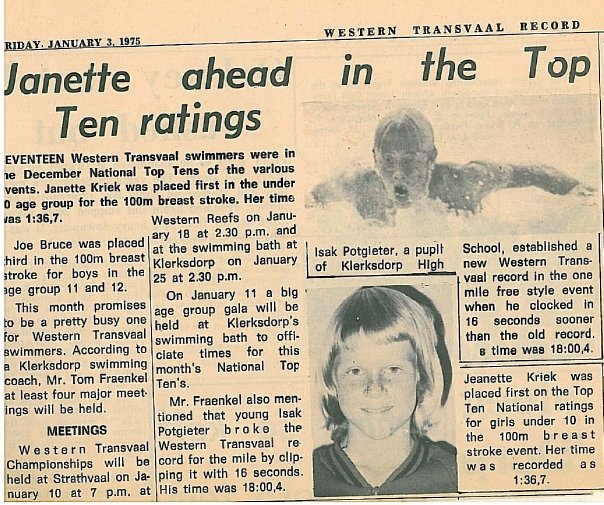 RIDAY, JANUARY 3, 1975
WESTERN TRANSVAAL RECORD
Janette ahead in the Top
Ten ratings
EVENTEEN Western Transvaal swimmers were in
he December National Top Tens of the various
vents. Janette Kriek was placed first in the under
0 age group for the 100m breast stroke. Her time
was 1:36,7.
Joe Bruce was placed
third in the 100m breast
stroke for boys in the
age group 11 and 12.
This month promises
to be a pretty busy one
for Western Transvaal
swimmers. According to
a Klerksdorp swimming
coach, Mr. Tom Fraenkel
at least four major meet-
ings will be held.
MEETINGS
Western Transvaal
Championships will be
held at Strathvaal on Ja-
nuary 10 at 7 p.m. at
Western Reefs on Janu-
ary 18 at 2.30 p.m. and
at the swimming bath at
Klerksdorp on January
25 at 2.30 p.m.
On January 11 a big
age group gala will be
held at Klerksdorp's
swimming bath to offi-
ciate times for this
month's National Top
Ten's.
Mr. Fraenkel also men-
tioned that young Isak
Potgieter broke the
Western Transvaal re
cord for the mile by clip-
ping it with 16 seconds.
His time was 18:00,4.
Isak Potgieter, a pupil
of Klerksdorp High
School, established a
new Western Trans-
vaal record in the one
mile free style event
when he clocked in
16 seconds sooner
than the old record.
s time was 18:00,4.
Jeanette Kriek was
placed first on the Top
Ten National ratings
for girls under 10 in
the 100m breast
stroke event. Her time
was recorded as
1:36,7.